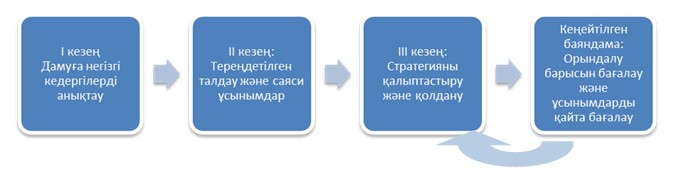 I кезең
Дамуға негізгі
кедергілерді
анықтау
II кезең:
Тереңдетілген
талдау және саяси
ұсынымдар
III кезең:
Стратегияны
қалыптастыру
және қолдану
Кеңейтілген
баяндама:
Орындалу
барысын бағалау
және
ұсынымдарды
қайта бағалау